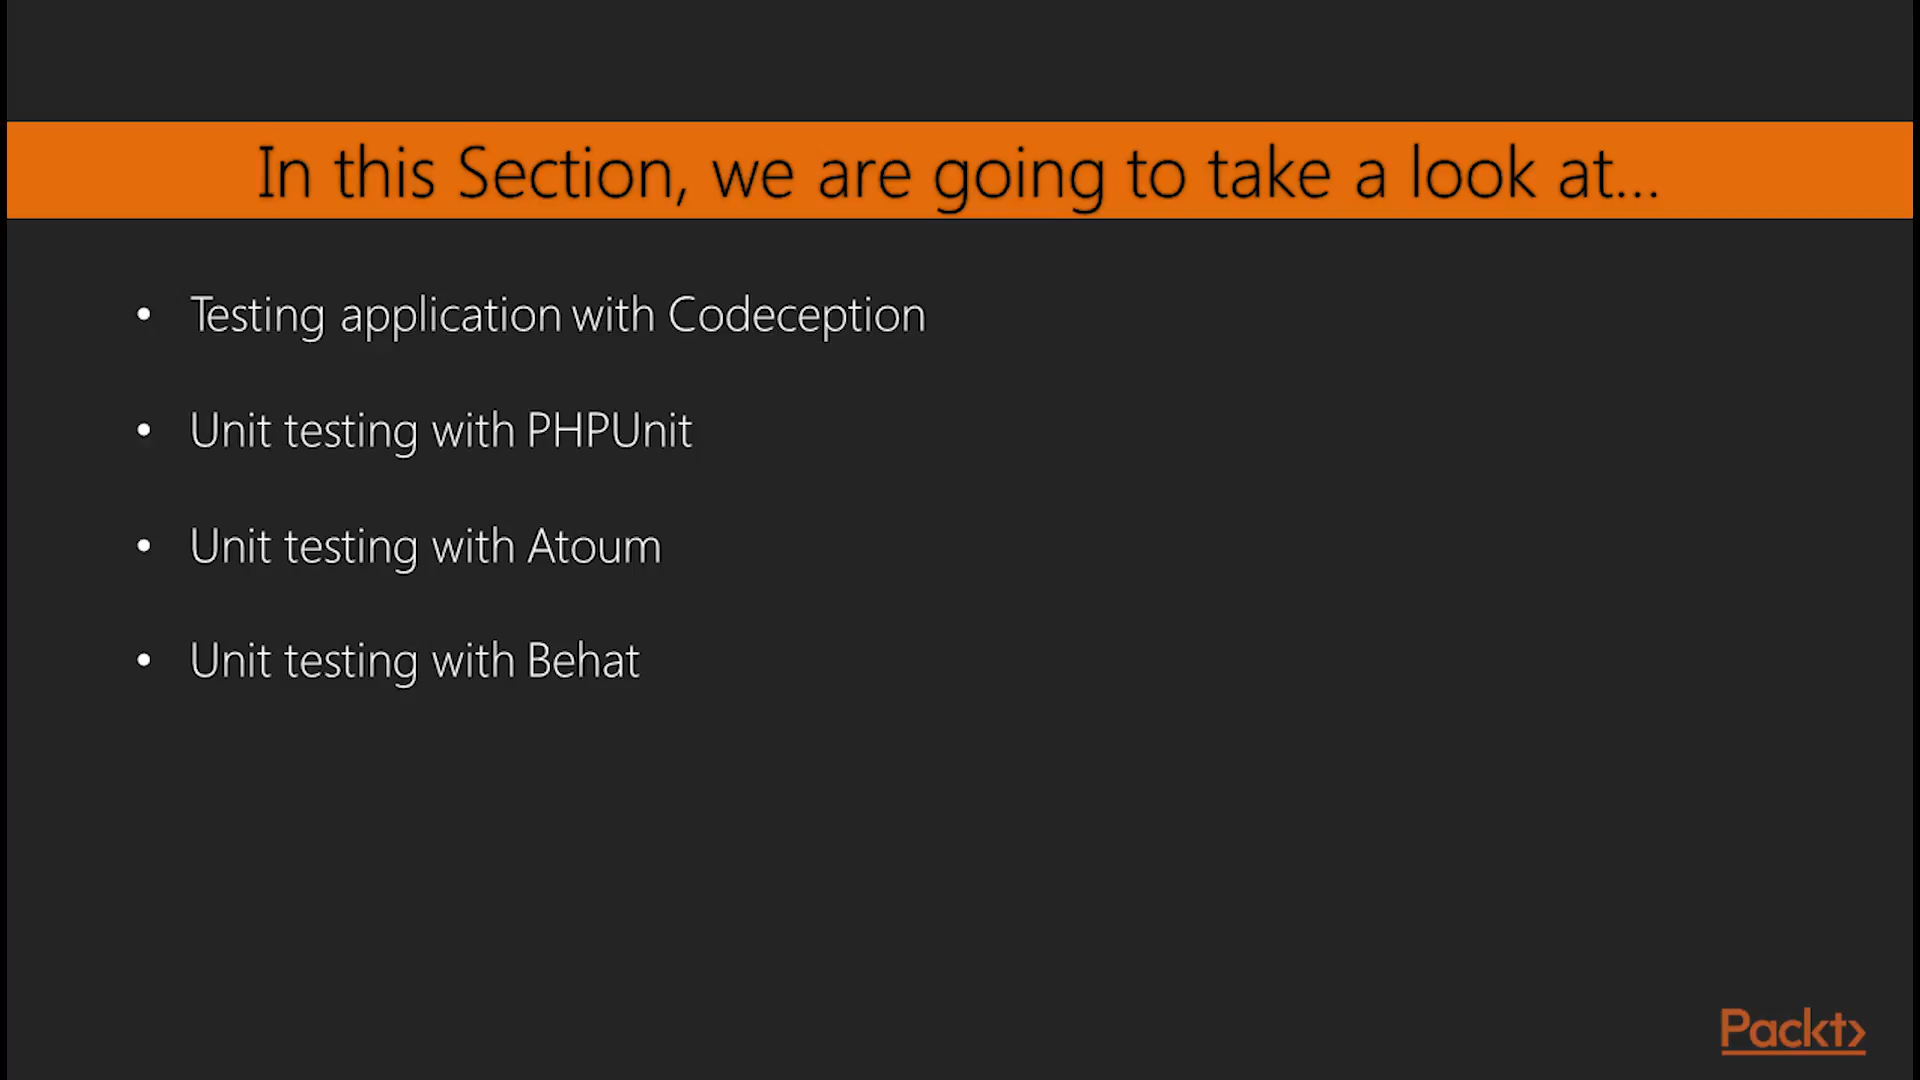 In this Section, we are going to take a look at...
• Testing application with Codeception
• Unit testing with PHPUnit
• Unit testing with Atoum
• Unit testing with Behat
Packt>